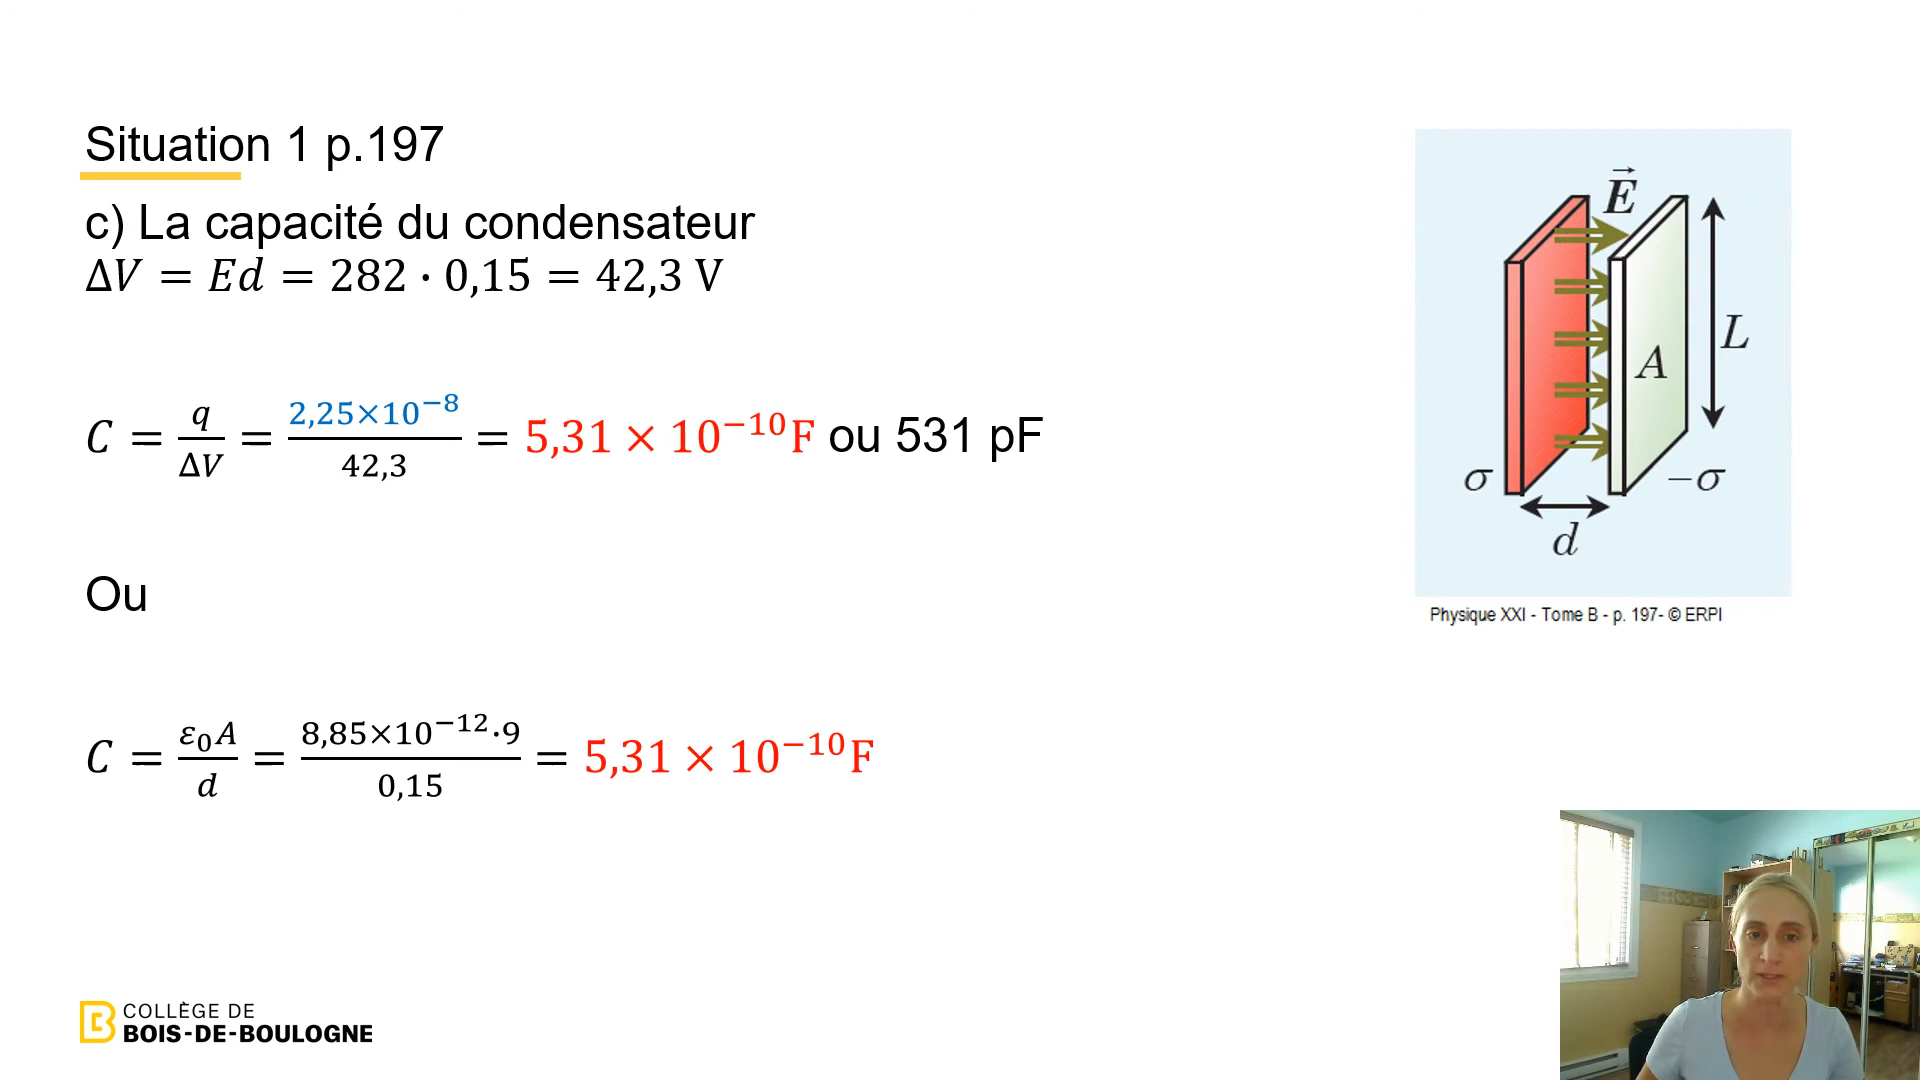 Situation 1 p.197
c) La capacité du condensateur
ΔV = Ed = 282 · 0,15 = 42,3 V
C = q/ΔV = 2,25×10⁻⁸/42,3 = 5,31 × 10⁻¹⁰F ou 531 pF
Ou
C = ε₀A/d = 8,85×10⁻¹²·9/0,15 = 5,31 × 10⁻¹⁰F
E⃗
L
A
σ
−σ
d
Physique XXI - Tome B - p. 197- © ERPI
COLLÈGE DE
BOIS-DE-BOULOGNE